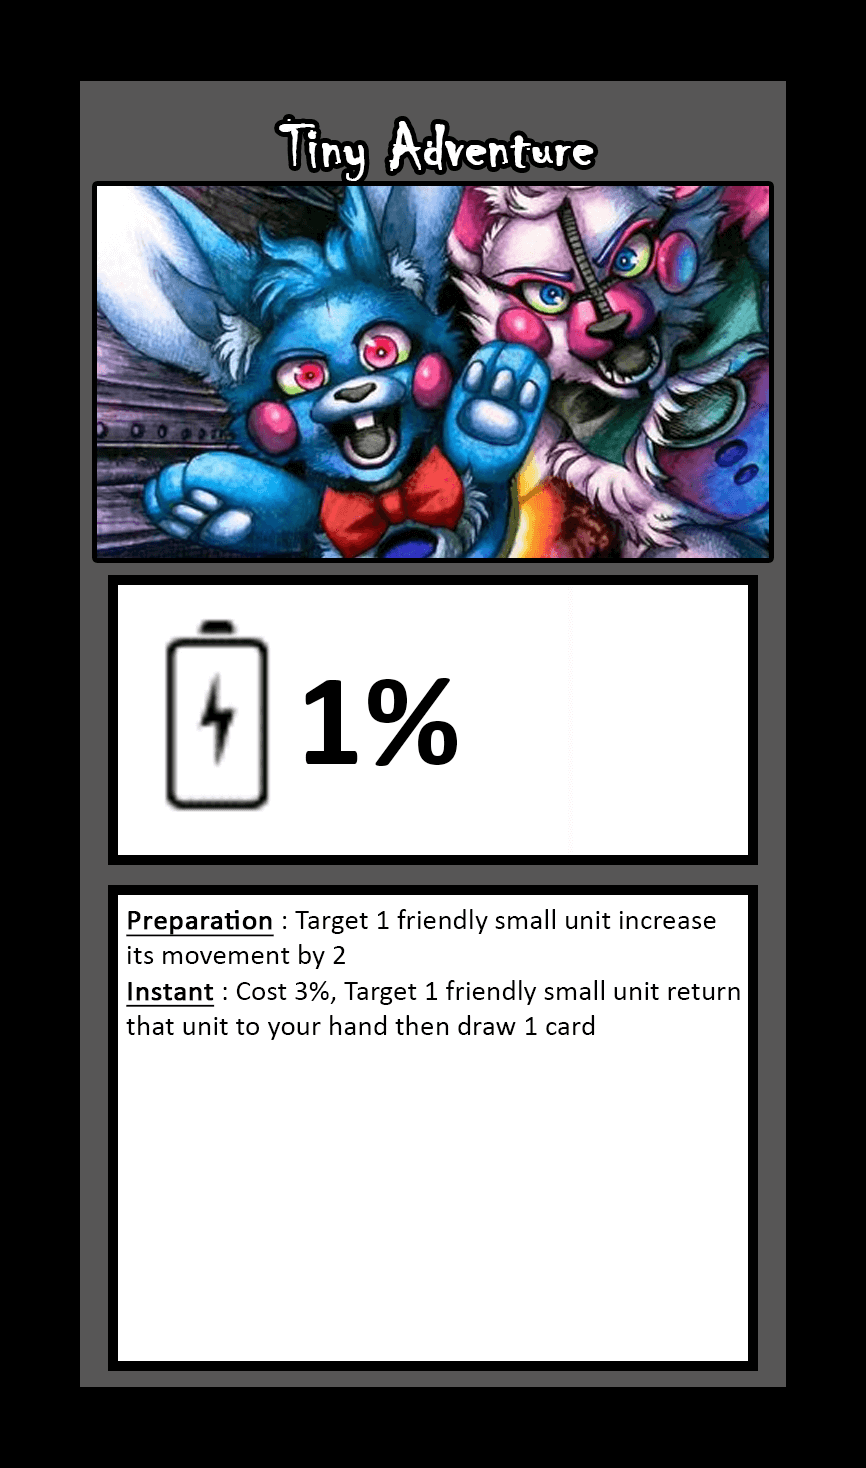 Tiny Adventure
1%
Preparation : Target 1 friendly small unit increase
its movement by 2
Instant : Cost 3%, Target 1 friendly small unit return
that unit to your hand then draw 1 card